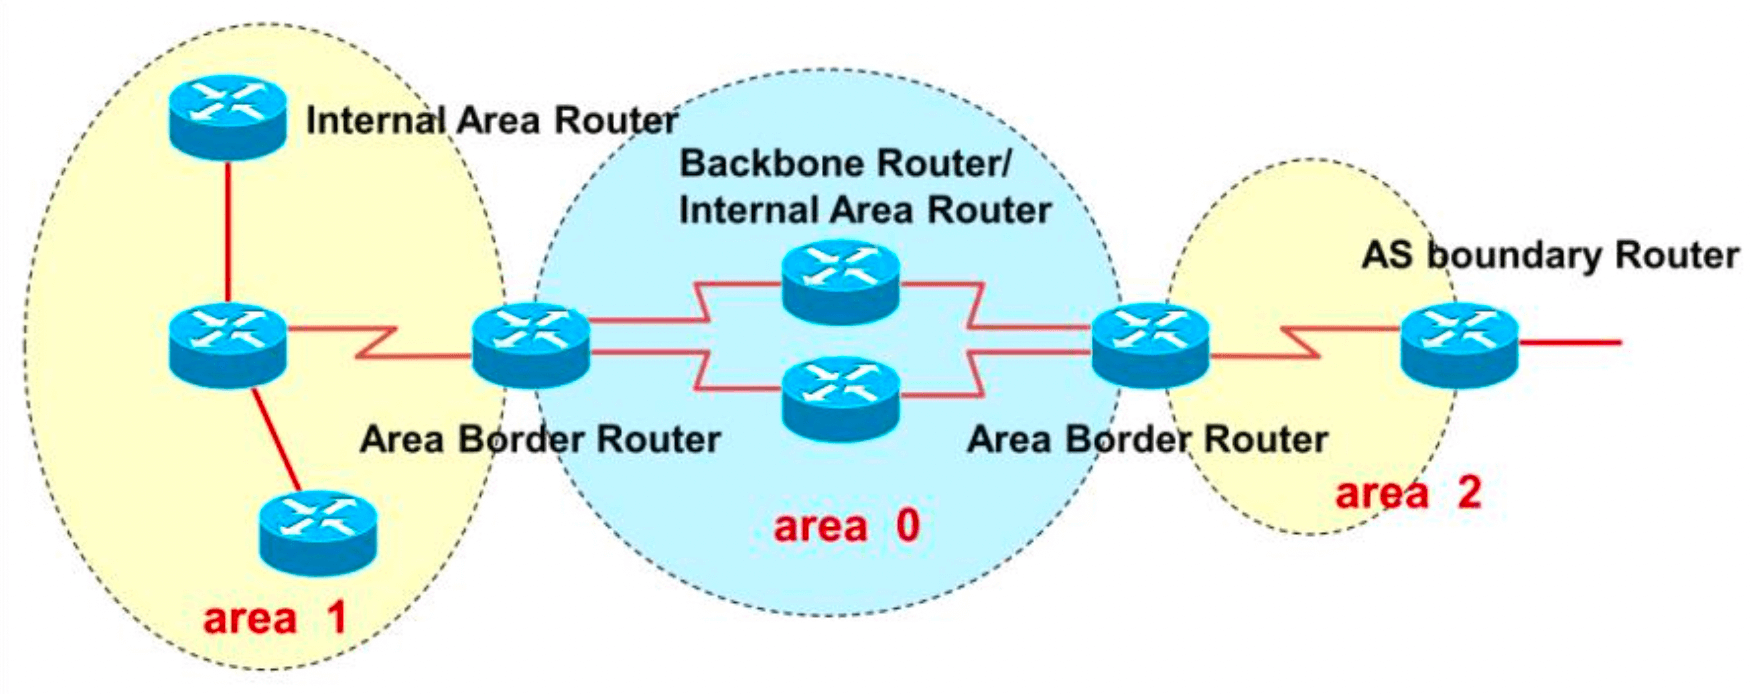 Internal Area Router
Backbone Router/
Internal Area Router
AS boundary Router
Area Border Router
Area Border Router
area 0
area 2
area 1